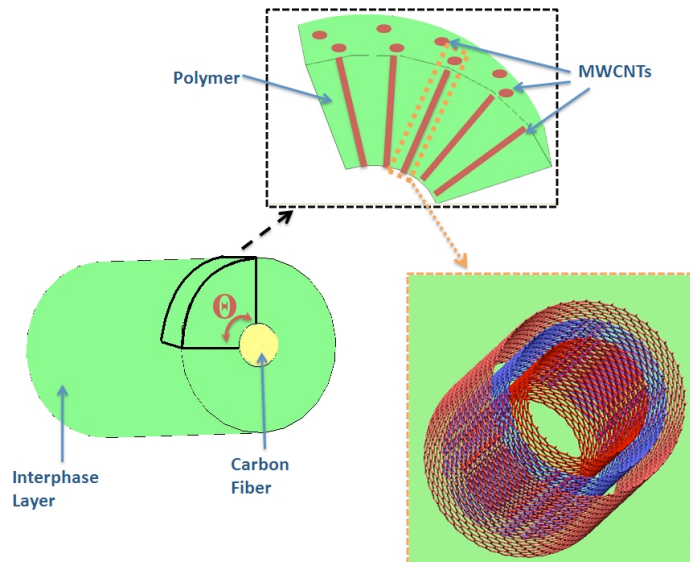 Polymer
MWCNTs
Θ
Interphase
Layer
Carbon
Fiber